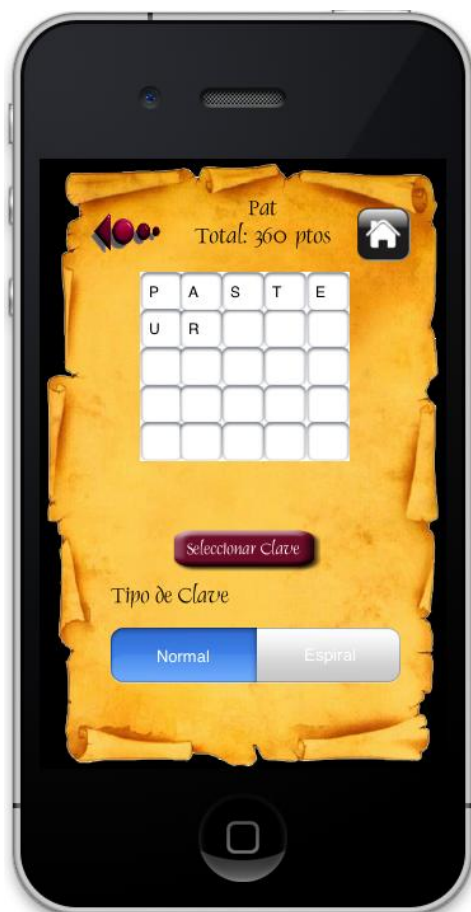 Pat
Total: 360 ptos
P A S T E
U R
Seleccionar Clave
Tipo de Clave
Normal Espiral